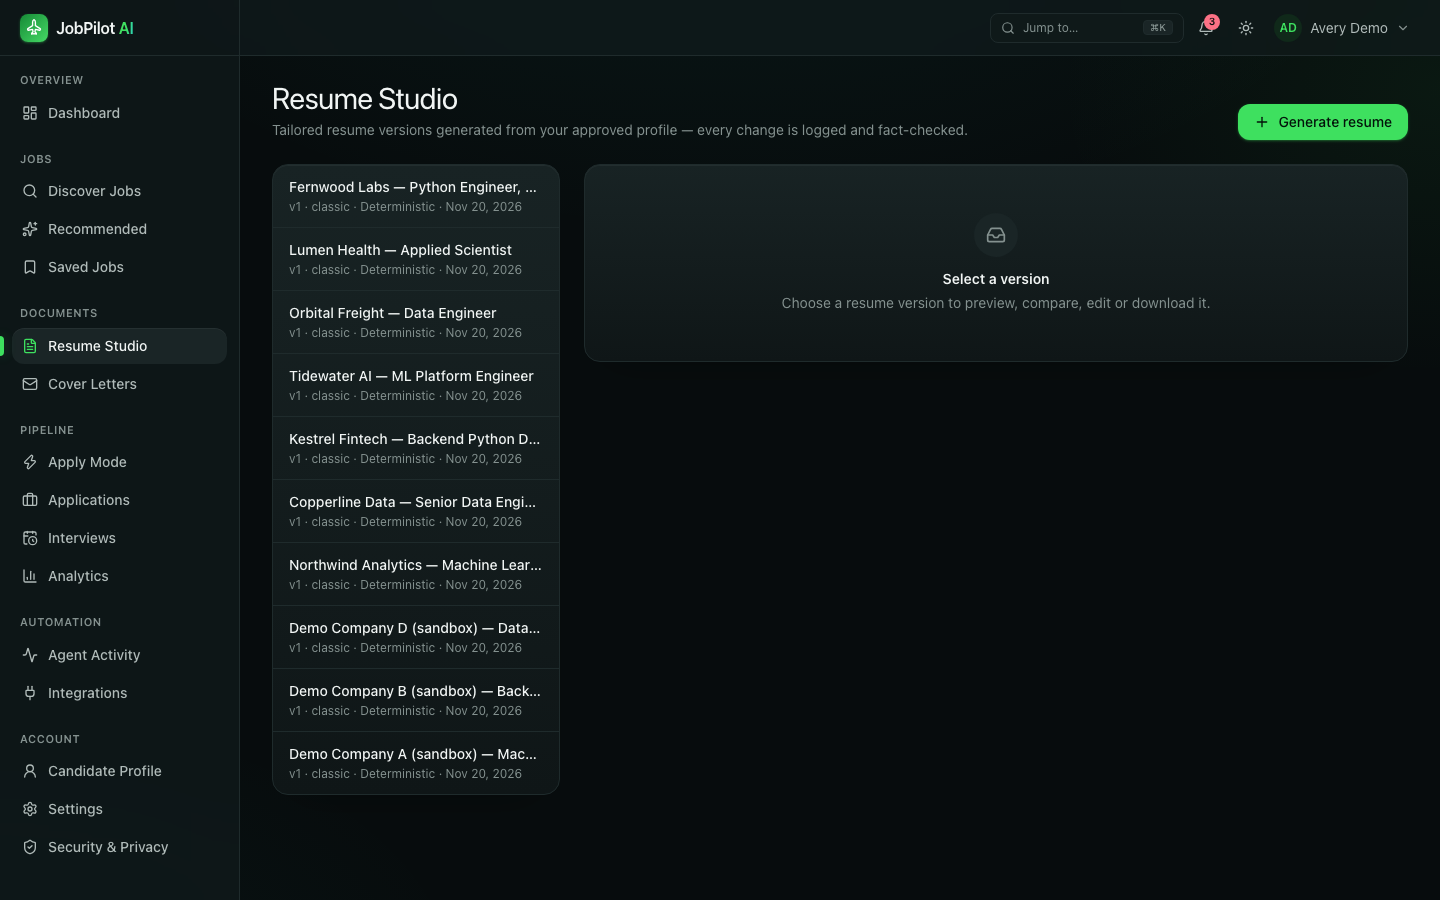 JobPilot AI
Jump to...
⌘K
3
AD
Avery Demo
OVERVIEW
Dashboard
JOBS
Discover Jobs
Recommended
Saved Jobs
DOCUMENTS
Resume Studio
Cover Letters
PIPELINE
Apply Mode
Applications
Interviews
Analytics
AUTOMATION
Agent Activity
Integrations
ACCOUNT
Candidate Profile
Settings
Security & Privacy
Resume Studio
Tailored resume versions generated from your approved profile — every change is logged and fact-checked.
Generate resume
Fernwood Labs — Python Engineer, ...
v1 · classic · Deterministic · Nov 20, 2026
Lumen Health — Applied Scientist
v1 · classic · Deterministic · Nov 20, 2026
Orbital Freight — Data Engineer
v1 · classic · Deterministic · Nov 20, 2026
Tidewater AI — ML Platform Engineer
v1 · classic · Deterministic · Nov 20, 2026
Kestrel Fintech — Backend Python D...
v1 · classic · Deterministic · Nov 20, 2026
Copperline Data — Senior Data Engi...
v1 · classic · Deterministic · Nov 20, 2026
Northwind Analytics — Machine Lear...
v1 · classic · Deterministic · Nov 20, 2026
Demo Company D (sandbox) — Data...
v1 · classic · Deterministic · Nov 20, 2026
Demo Company B (sandbox) — Back...
v1 · classic · Deterministic · Nov 20, 2026
Demo Company A (sandbox) — Mac...
v1 · classic · Deterministic · Nov 20, 2026
Select a version
Choose a resume version to preview, compare, edit or download it.